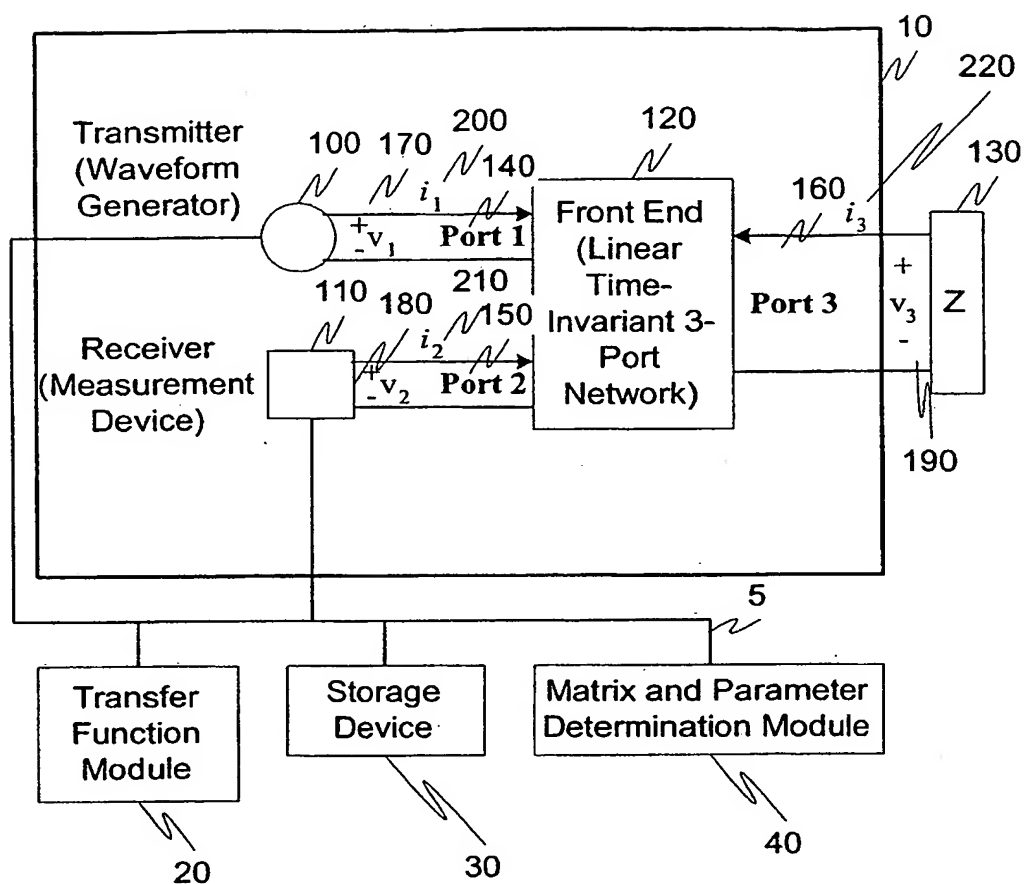 10
220
Transmitter
(Waveform
Generator)
100
170
200
140
120
130
i1
+
- v1
Port 1
Front End
(Linear
Time-
Invariant 3-
Port
Network)
160
i3
+
v3
-
Port 3
Z
190
110
180
210
150
i2
+
- v2
Port 2
Receiver
(Measurement
Device)
5
Transfer
Function
Module
Storage
Device
Matrix and Parameter
Determination Module
20
30
40